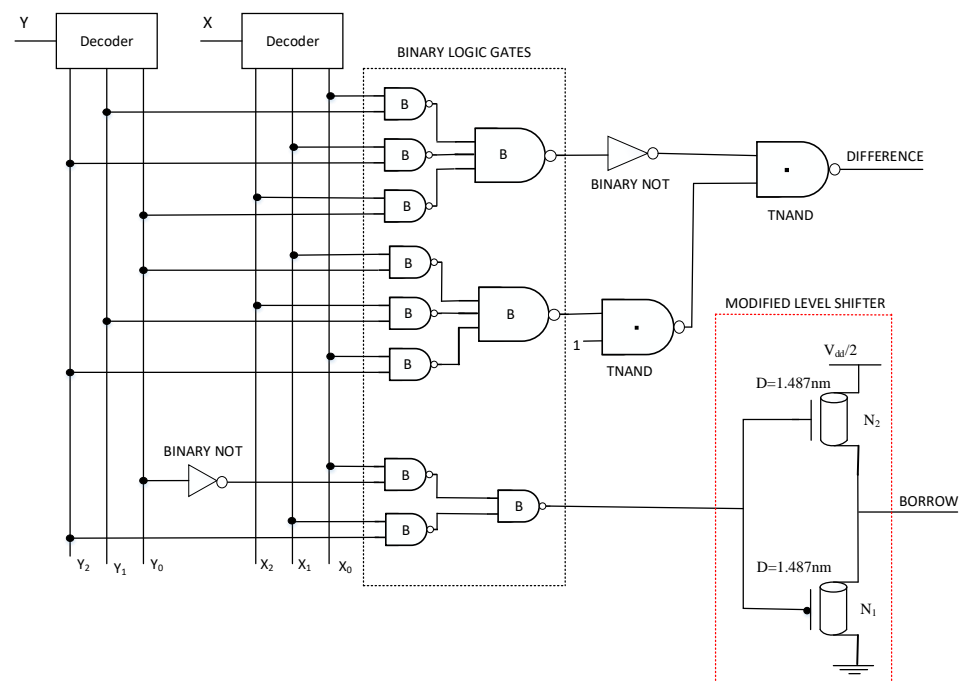 Y
X
Decoder
Decoder
BINARY LOGIC GATES
B
B
B
B
BINARY NOT
DIFFERENCE
TNAND
B
B
B
B
1
TNAND
MODIFIED LEVEL SHIFTER
V_dd/2
D=1.487nm
N₂
BINARY NOT
B
B
B
BORROW
D=1.487nm
N₁
Y₂ Y₁ Y₀ X₂ X₁ X₀